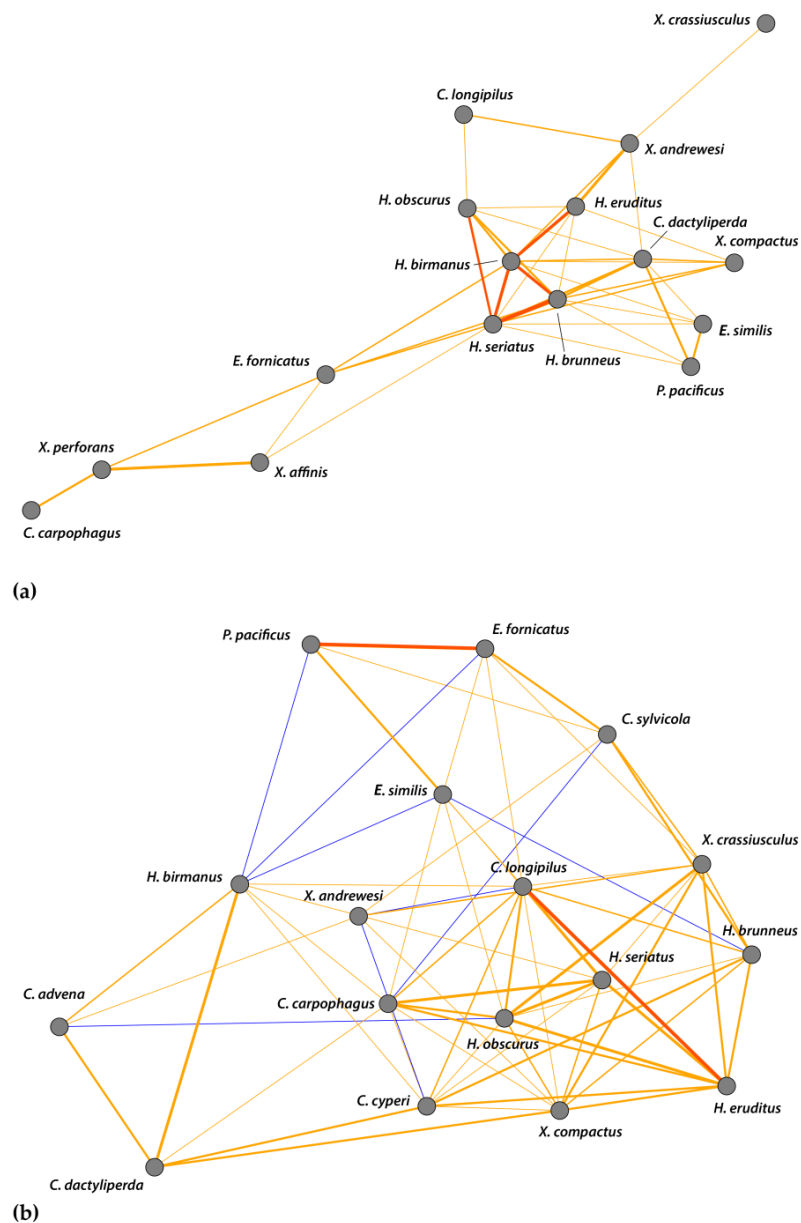 X. crassiusculus
C. longipilus
X. andrewesi
H. obscurus
H. eruditus
C. dactyliperda
X. compactus
H. birmanus
E. similis
H. seriatus
H. brunneus
E. fornicatus
P. pacificus
X. perforans
X. affinis
C. carpophagus
(a)
P. pacificus
E. fornicatus
C. sylvicola
E. similis
X. crassiusculus
C. longipilus
H. birmanus
X. andrewesi
H. brunneus
H. seriatus
C. advena
C. carpophagus
H. obscurus
C. cyperi
H. eruditus
X. compactus
C. dactyliperda
(b)